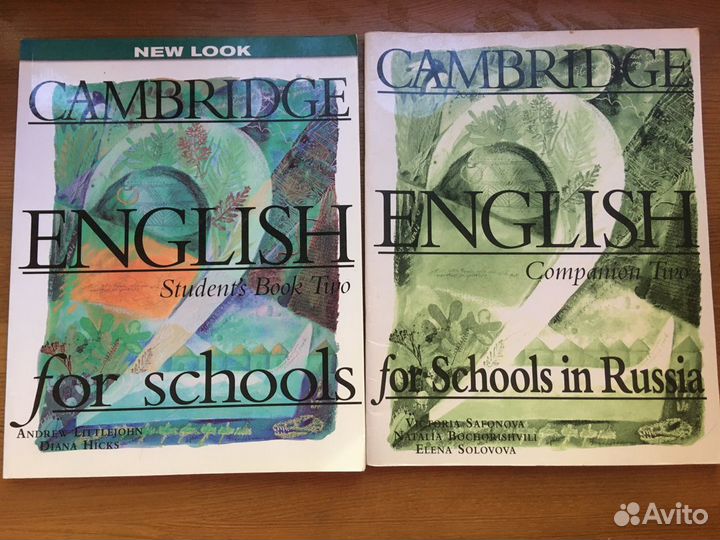 NEW LOOK
CAMBRIDGE
ENGLISH
Student's Book Two
for schools
ANDREW LITTLEJOHN
DIANA HICKS
CAMBRIDGE
ENGLISH
Companion Two
for Schools in Russia
VICTORIA SAFONOVA
NATALIA BOCHORISHVILI
ELENA SOLOVOVA
Avito